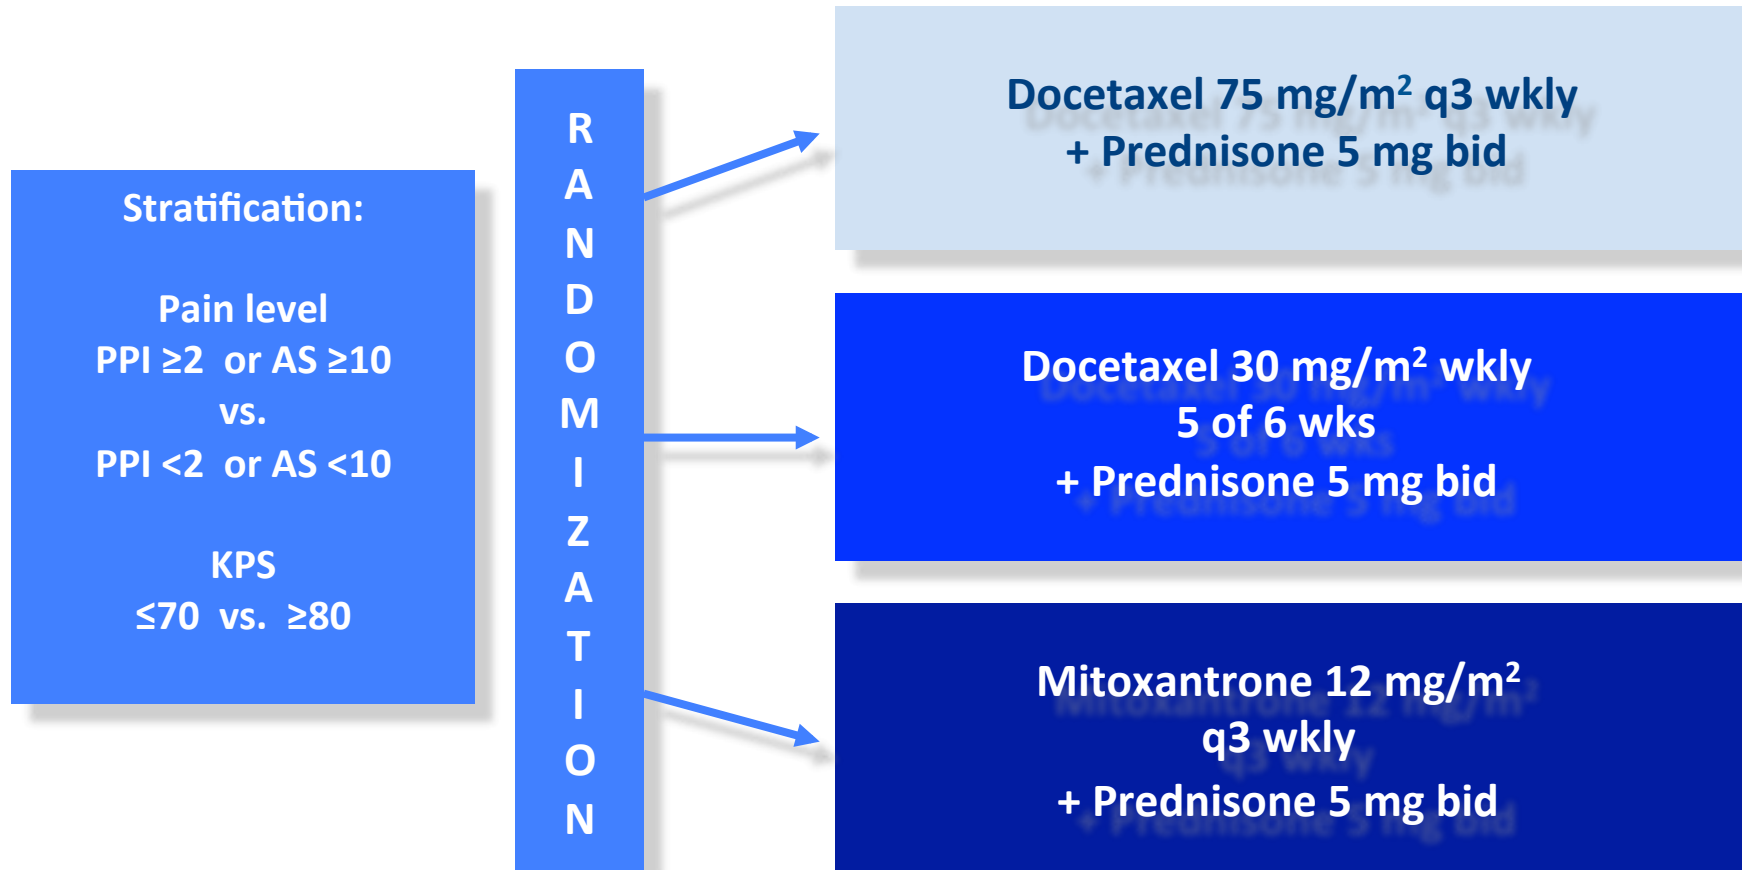 Stratification:
Pain level
PPI ≥2 or AS ≥10
vs.
PPI <2 or AS <10
KPS
≤70 vs. ≥80
R
A
N
D
O
M
I
Z
A
T
I
O
N
Docetaxel 75 mg/m² q3 wkly
+ Prednisone 5 mg bid
Docetaxel 30 mg/m² wkly
5 of 6 wks
+ Prednisone 5 mg bid
Mitoxantrone 12 mg/m²
q3 wkly
+ Prednisone 5 mg bid